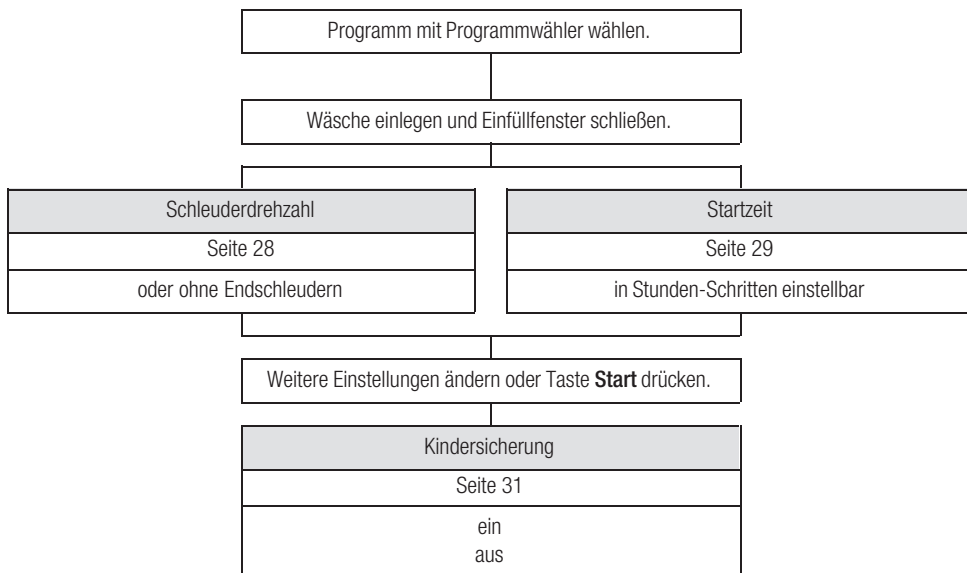 Programm mit Programmwähler wählen.
Wäsche einlegen und Einfüllfenster schließen.
Schleuderdrehzahl
Seite 28
oder ohne Endschleudern
Startzeit
Seite 29
in Stunden-Schritten einstellbar
Weitere Einstellungen ändern oder Taste Start drücken.
Kindersicherung
Seite 31
ein
aus